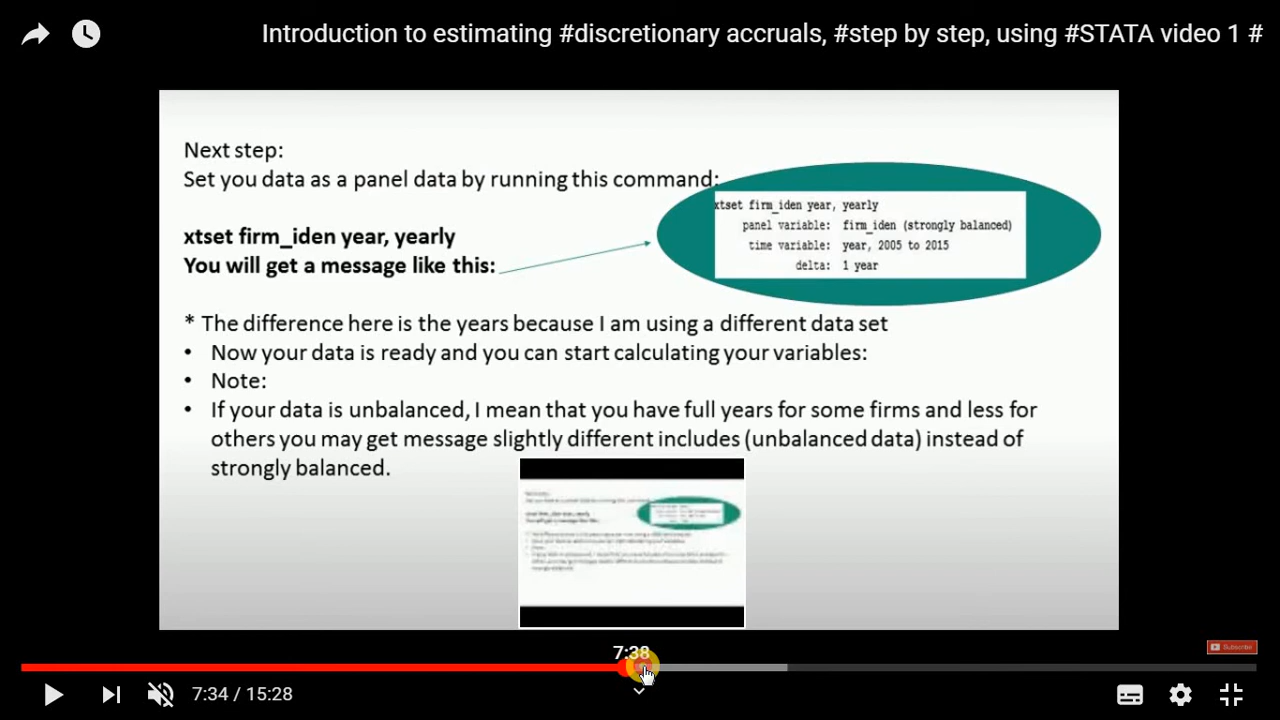 Introduction to estimating #discretionary accruals, #step by step, using #STATA video 1 #
Next step:
Set you data as a panel data by running this command:
xtset firm_iden year, yearly
You will get a message like this:
xtset firm_iden year, yearly
panel variable: firm_iden (strongly balanced)
time variable: year, 2005 to 2015
delta: 1 year
* The difference here is the years because I am using a different data set
• Now your data is ready and you can start calculating your variables:
• Note:
• If your data is unbalanced, I mean that you have full years for some firms and less for
others you may get message slightly different includes (unbalanced data) instead of
strongly balanced.
7:38
Subscribe
7:34 / 15:28